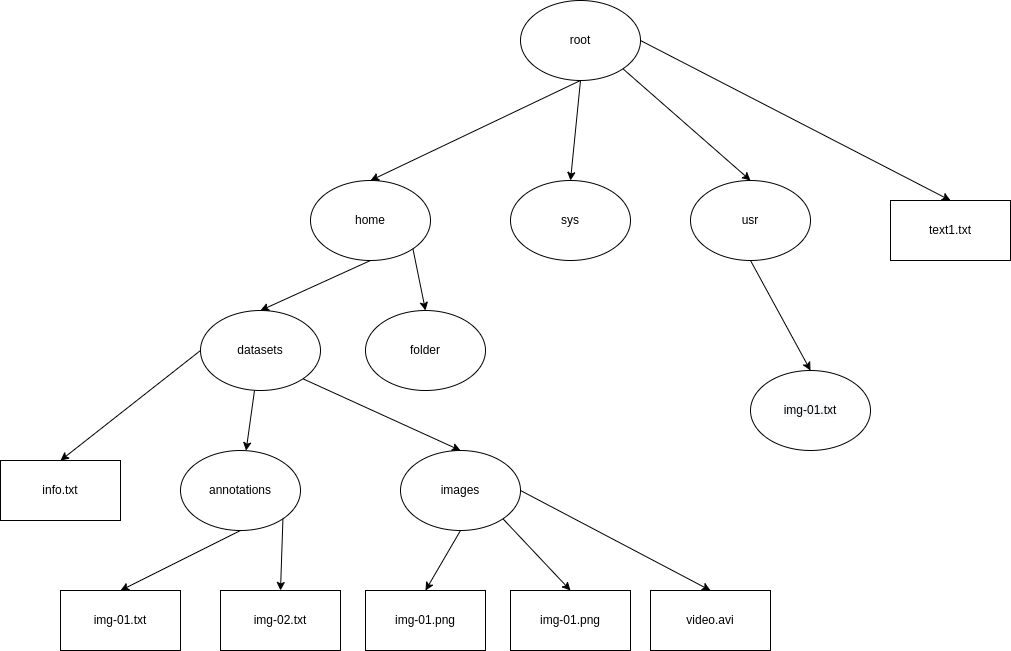 root
home
sys
usr
text1.txt
datasets
folder
img-01.txt
info.txt
annotations
images
img-01.txt
img-02.txt
img-01.png
img-01.png
video.avi